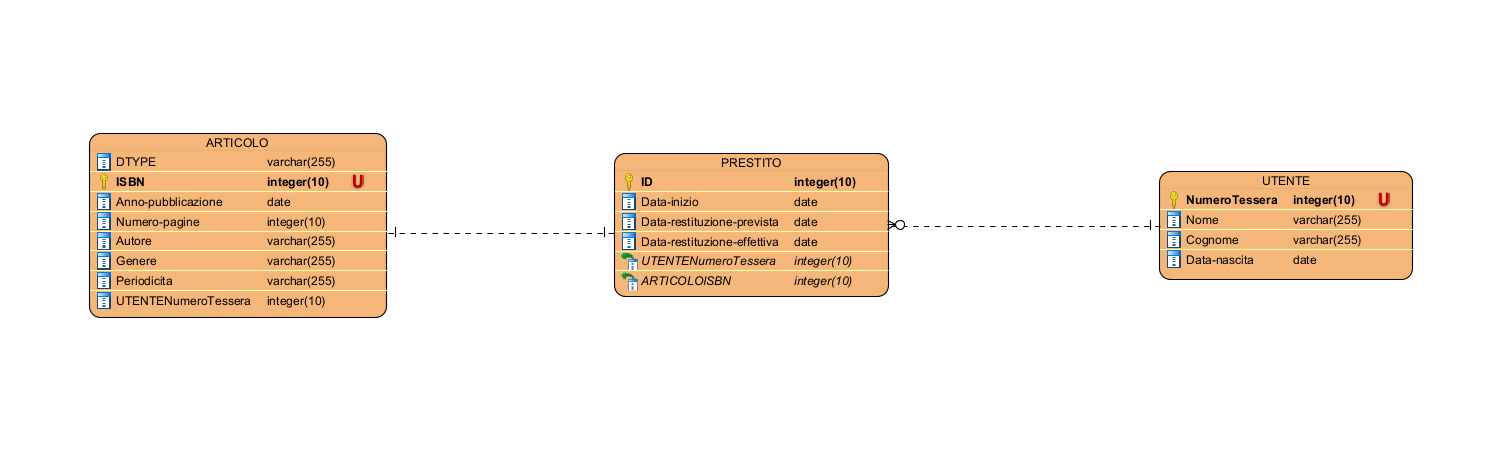 ARTICOLO
DTYPE varchar(255)
ISBN integer(10) U
Anno-pubblicazione date
Numero-pagine integer(10)
Autore varchar(255)
Genere varchar(255)
Periodicita varchar(255)
UTENTENumeroTessera integer(10)
PRESTITO
ID integer(10)
Data-inizio date
Data-restituzione-prevista date
Data-restituzione-effettiva date
UTENTENumeroTessera integer(10)
ARTICOLOISBN integer(10)
UTENTE
NumeroTessera integer(10) U
Nome varchar(255)
Cognome varchar(255)
Data-nascita date